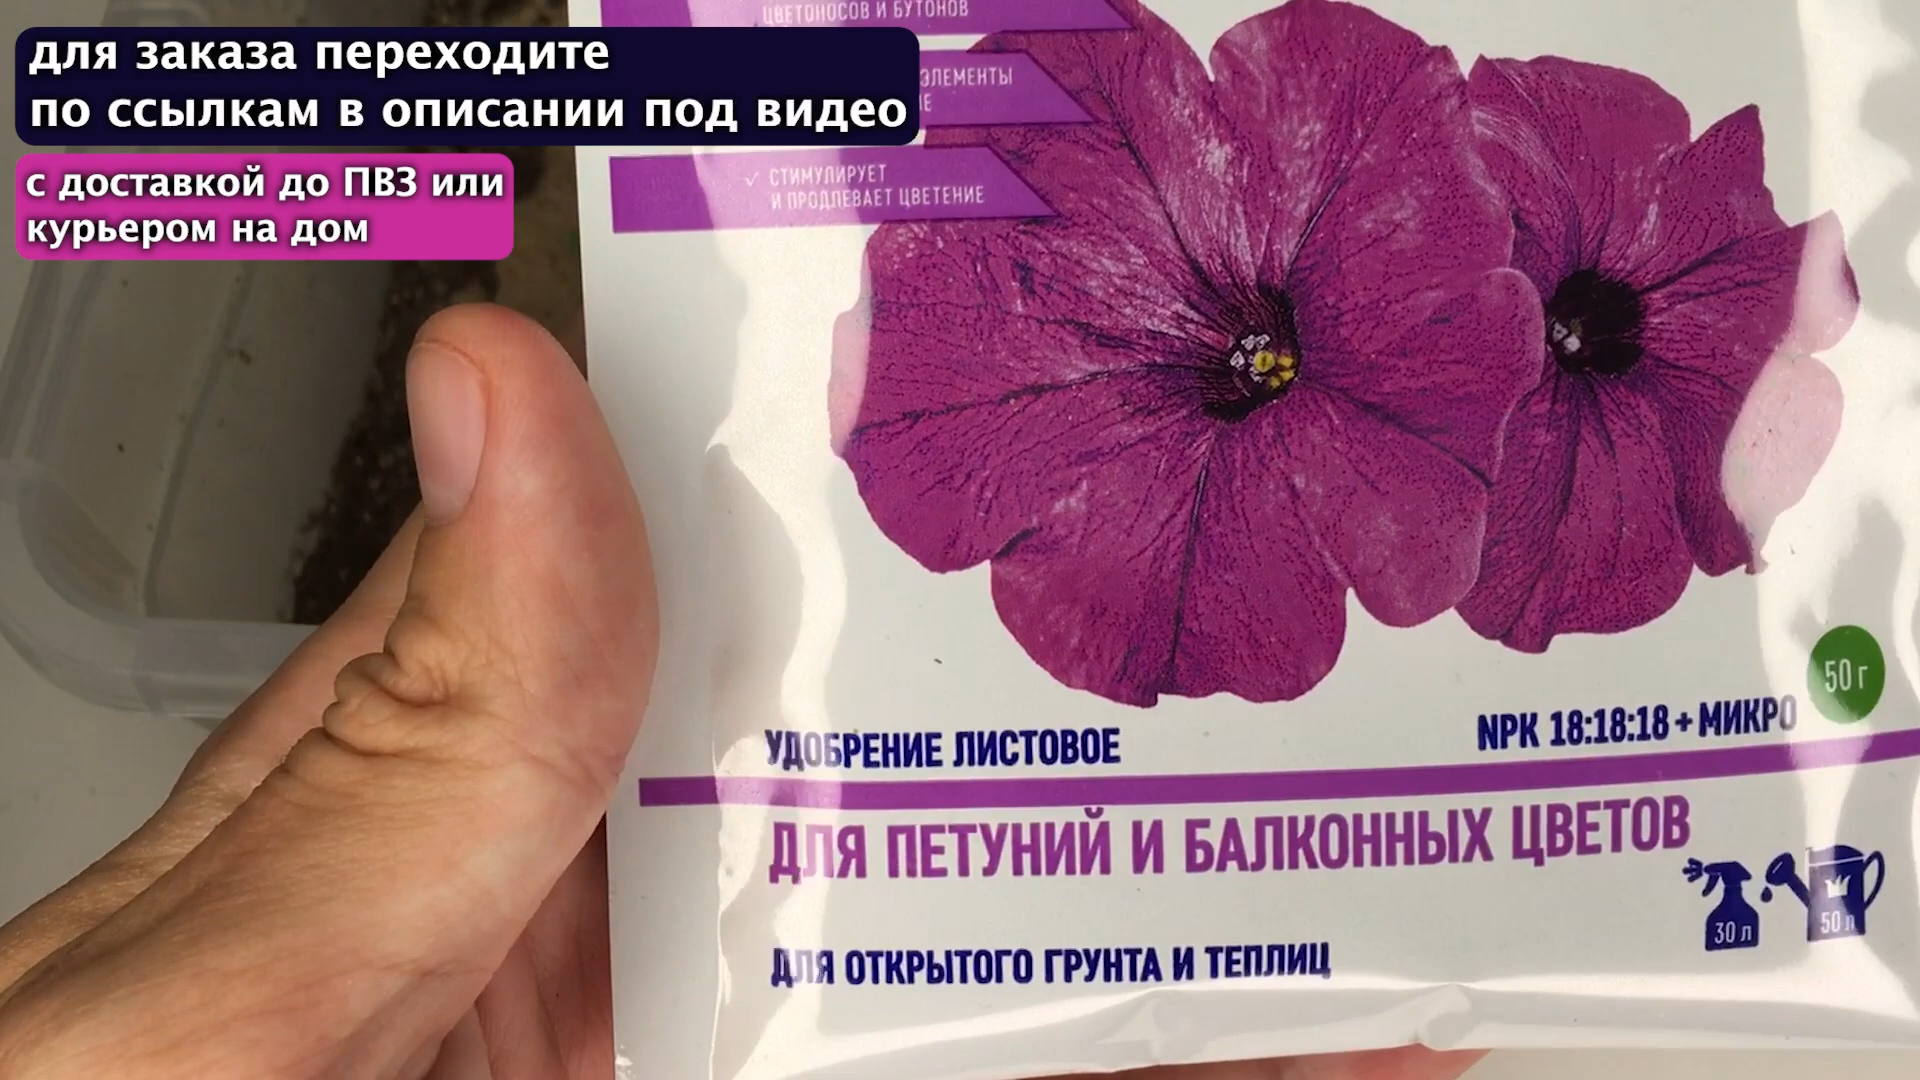 для заказа переходите
по ссылкам в описании под видео
с доставкой до ПВЗ или
курьером на дом
ЦВЕТОНОСОВ И БУТОНОВ
ЭЛЕМЕНТЫ
✓ СТИМУЛИРУЕТ
И ПРОДЛЕВАЕТ ЦВЕТЕНИЕ
50 г
УДОБРЕНИЕ ЛИСТОВОЕ
NPK 18:18:18 + МИКРО
ДЛЯ ПЕТУНИЙ И БАЛКОННЫХ ЦВЕТОВ
30 л
50 л
ДЛЯ ОТКРЫТОГО ГРУНТА И ТЕПЛИЦ